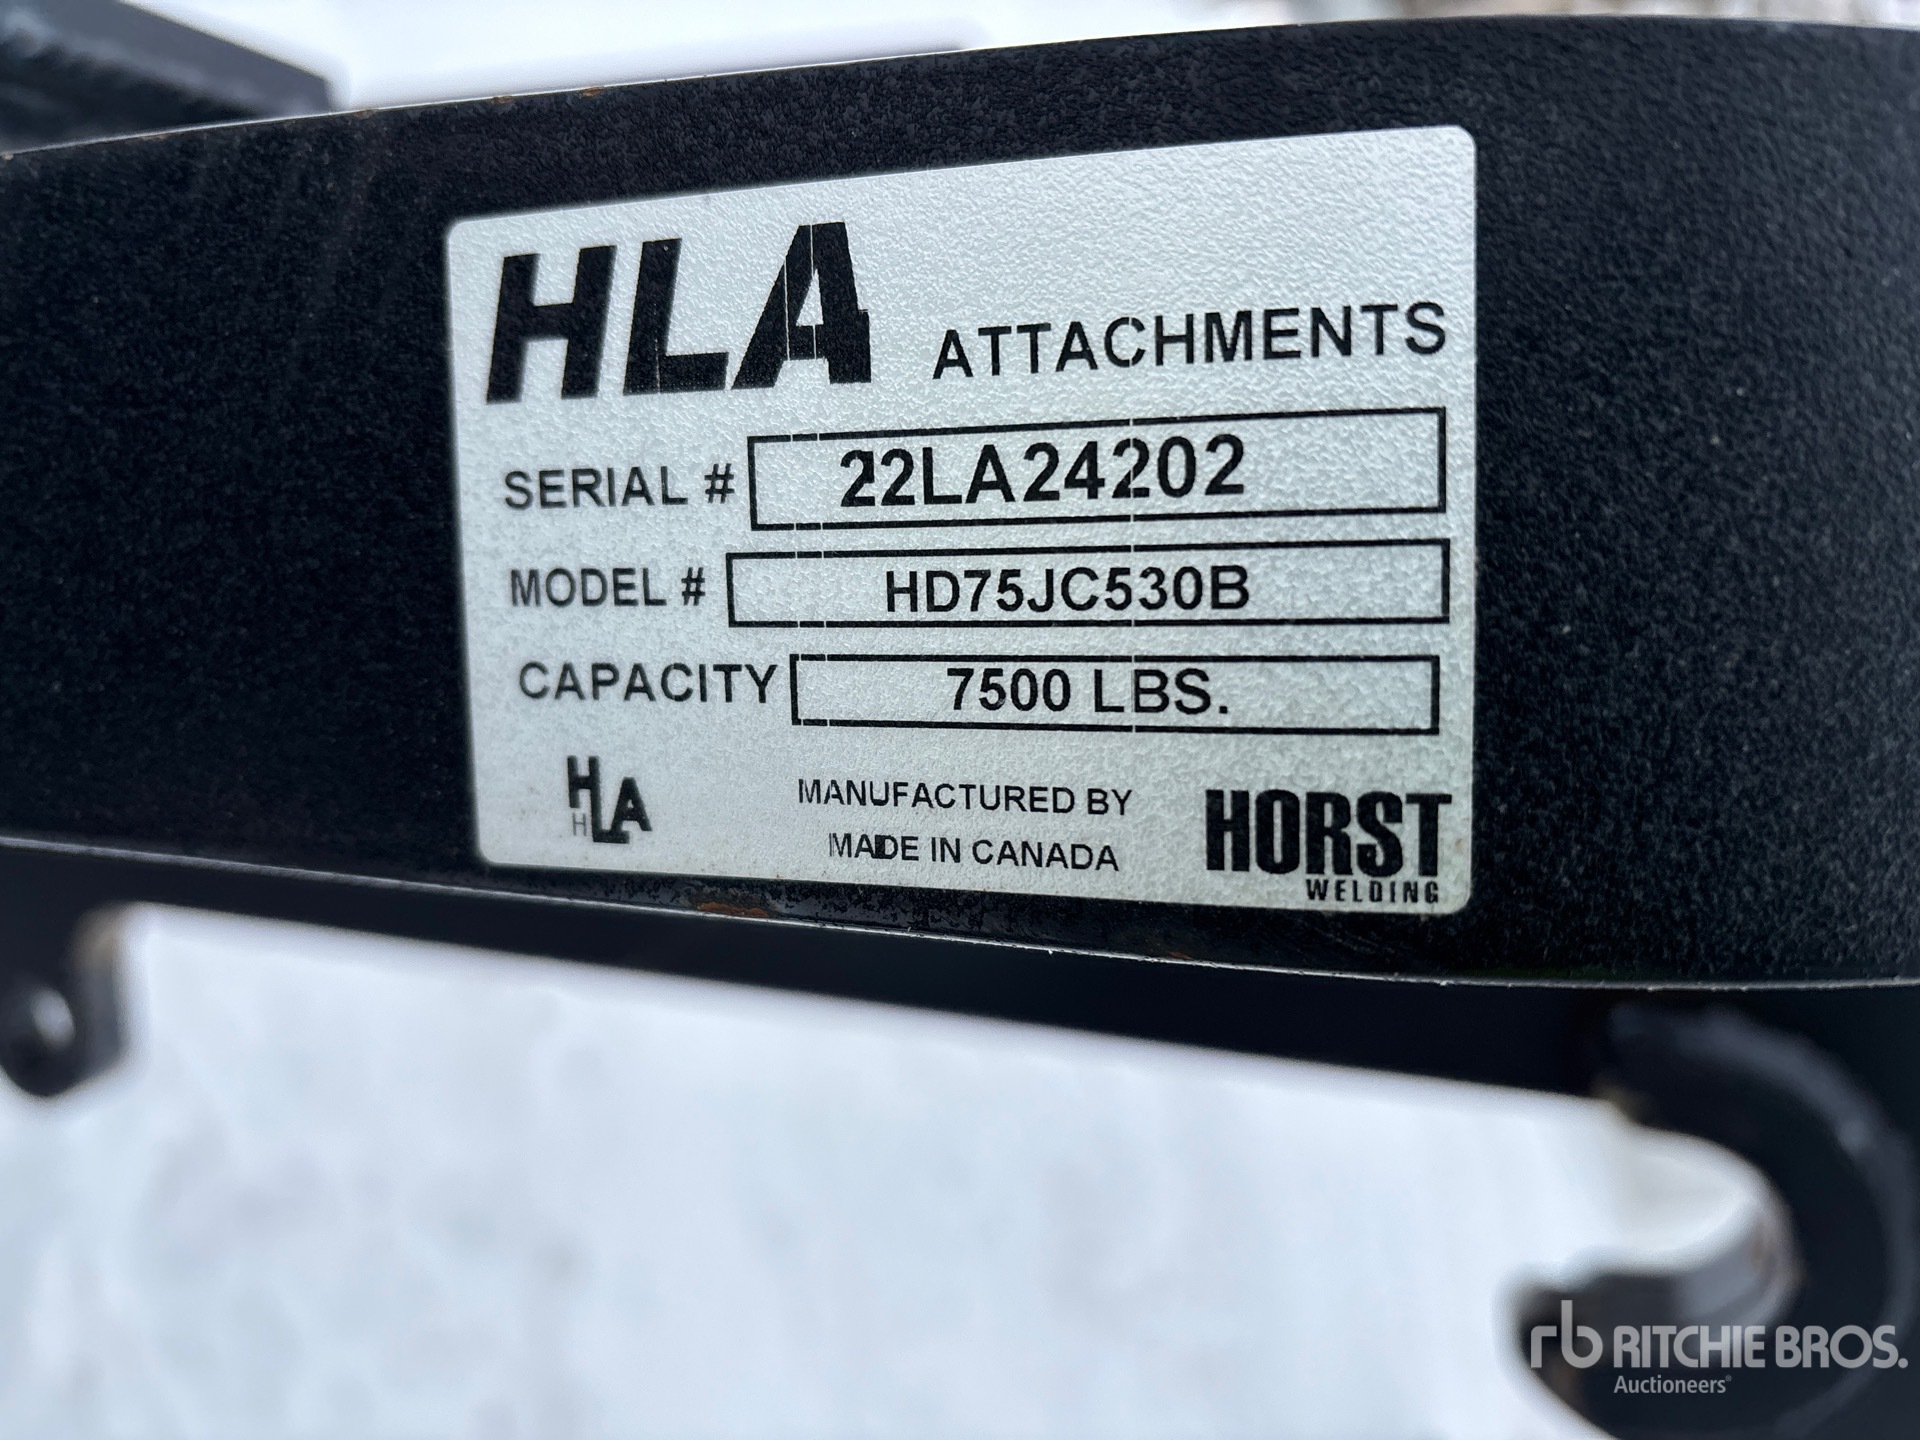 HLA ATTACHMENTS
SERIAL # 22LA24202
MODEL # HD75JC530B
CAPACITY 7500 LBS.
HLA
MANUFACTURED BY
MADE IN CANADA
HORST
WELDING
rb RITCHIE BROS.
Auctioneers®